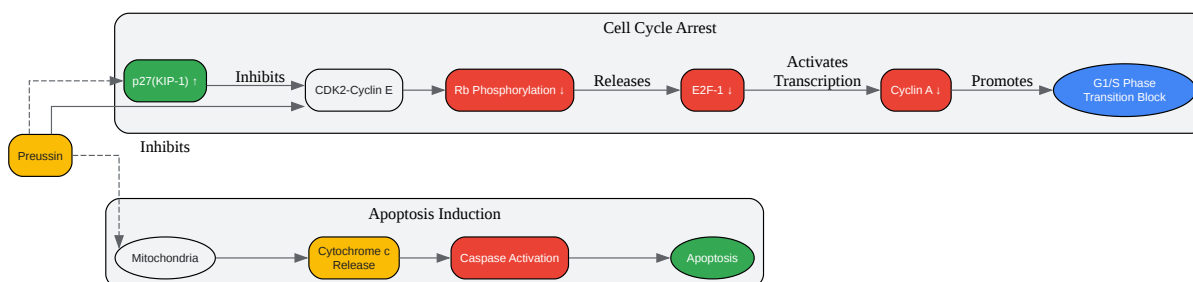 Cell Cycle Arrest
p27(KIP-1) ↑
Inhibits
CDK2-Cyclin E
Rb Phosphorylation ↓
Releases
E2F-1 ↓
Activates
Transcription
Cyclin A ↓
Promotes
G1/S Phase
Transition Block
Preussin
Inhibits
Apoptosis Induction
Mitochondria
Cytochrome c
Release
Caspase Activation
Apoptosis